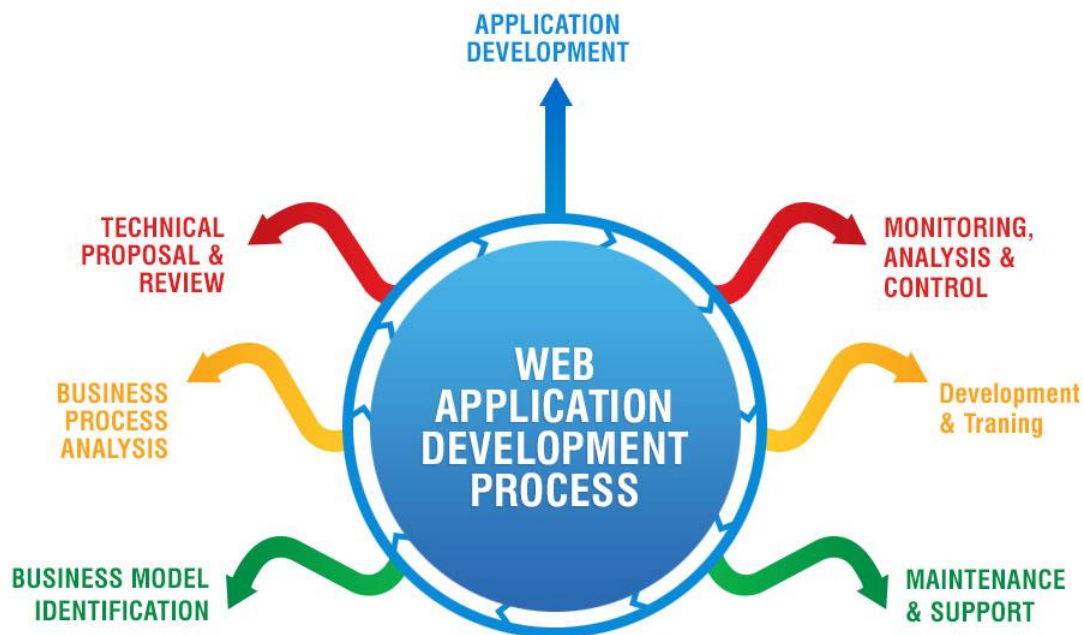 APPLICATION
DEVELOPMENT
TECHNICAL
PROPOSAL &
REVIEW
MONITORING,
ANALYSIS &
CONTROL
BUSINESS
PROCESS
ANALYSIS
WEB
APPLICATION
DEVELOPMENT
PROCESS
Development
& Traning
BUSINESS MODEL
IDENTIFICATION
MAINTENANCE
& SUPPORT